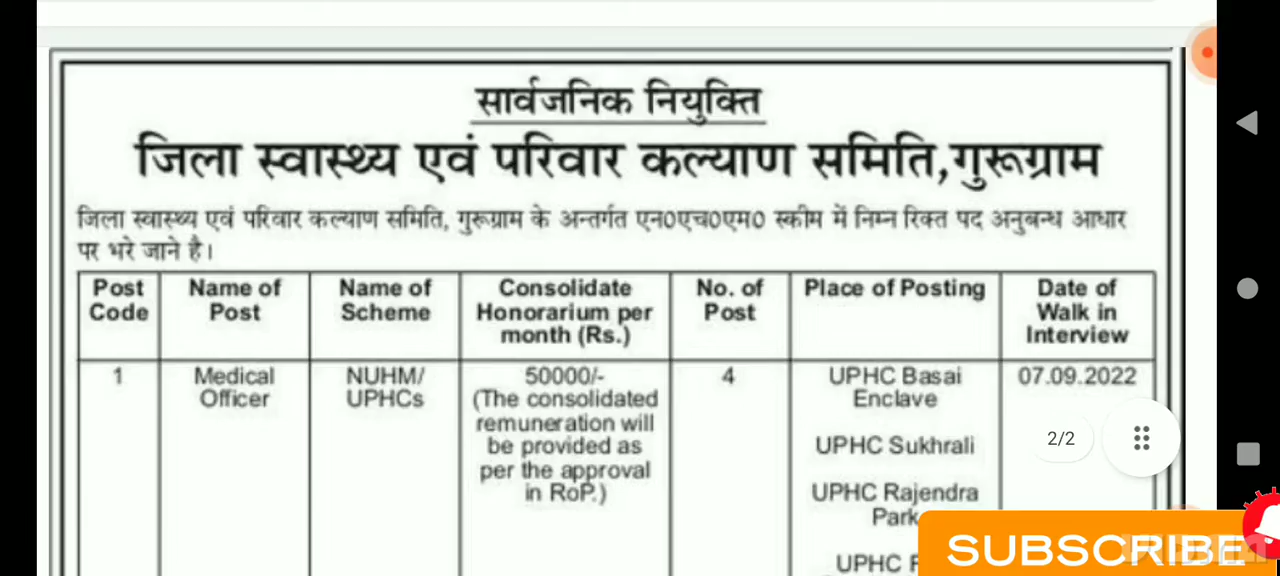 सार्वजनिक नियुक्ति
जिला स्वास्थ्य एवं परिवार कल्याण समिति,गुरूग्राम
जिला स्वास्थ्य एवं परिवार कल्याण समिति, गुरूग्राम के अन्तर्गत एन0एच0एम0 स्कीम में निम्न रिक्त पद अनुबन्ध आधार
पर भरे जाने है।
Post Code
Name of Post
Name of Scheme
Consolidate Honorarium per month (Rs.)
No. of Post
Place of Posting
Date of Walk in Interview
1
Medical
Officer
NUHM/
UPHCs
50000/-
(The consolidated
remuneration will
be provided as
per the approval
in RoP.)
4
UPHC Basai
Enclave
UPHC Sukhrali
UPHC Rajendra
Park
UPHC
07.09.2022
2/2
SUBSCRIBE